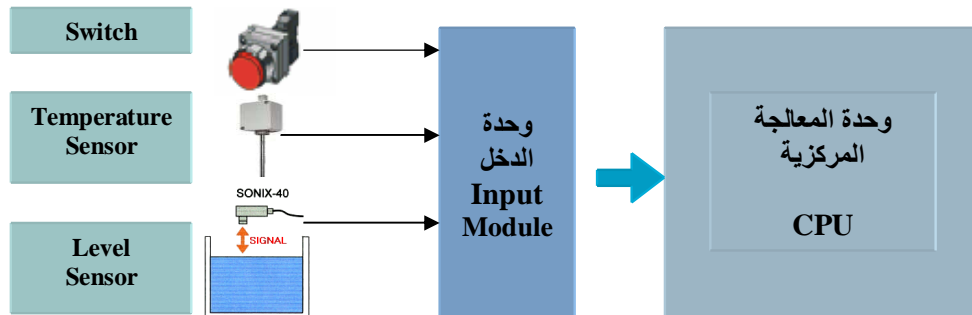 Switch
Temperature
Sensor
SONIX-40
SIGNAL
Level
Sensor
وحدة
الدخل
Input
Module
وحدة المعالجة
المركزية
CPU